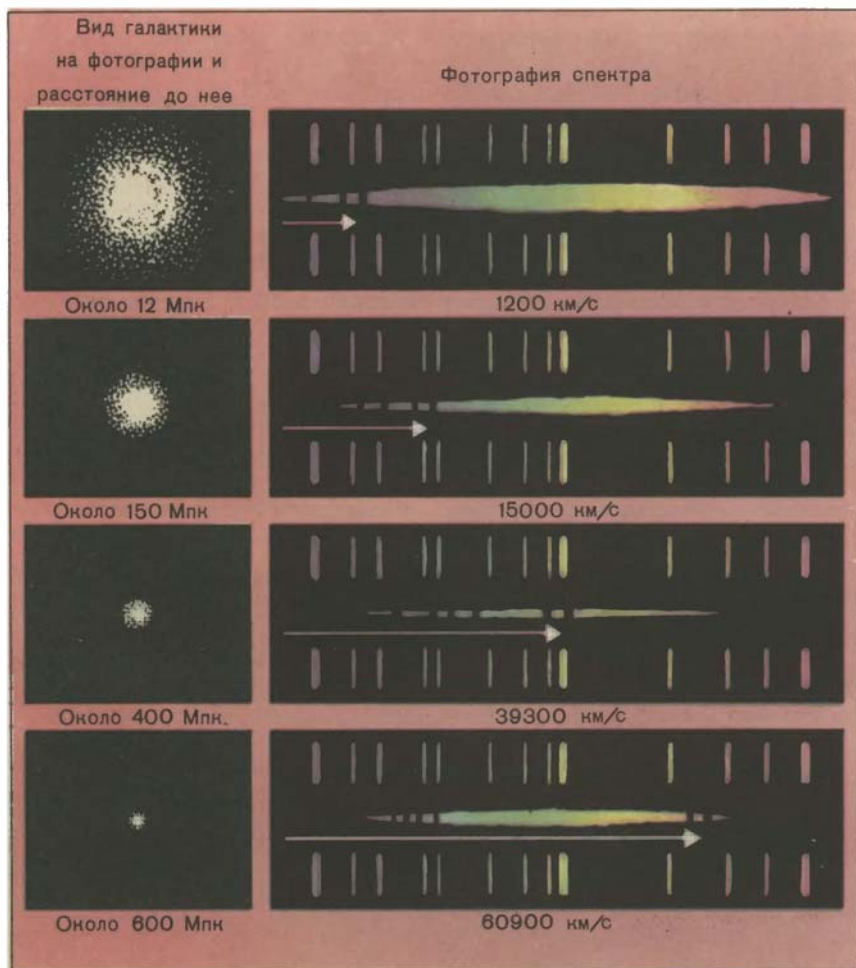 Вид галактики
на фотографии и
расстояние до нее
Фотография спектра
Около 12 Мпк
1200 км/с
Около 150 Мпк
15000 км/с
Около 400 Мпк.
39300 км/с
Около 600 Мпк
60900 км/с